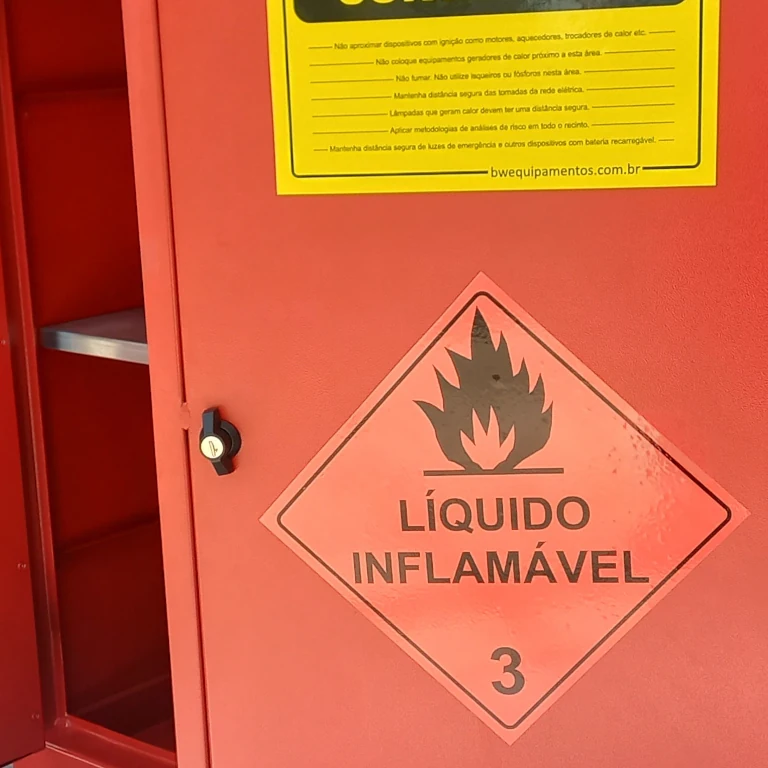 Não aproximar dispositivos com ignição como motores, aquecedores, trocadores de calor etc.
Não coloque equipamentos geradores de calor próximo a esta área.
Não fumar. Não utilize isqueiros ou fósforos nesta área.
Mantenha distância segura das tomadas da rede elétrica.
Lâmpadas que geram calor devem ter uma distância segura.
Aplicar metodologias de análises de risco em todo o recinto.
Mantenha distância segura de luzes de emergência e outros dispositivos com bateria recarregável.
bwequipamentos.com.br
LÍQUIDO
INFLAMÁVEL
3